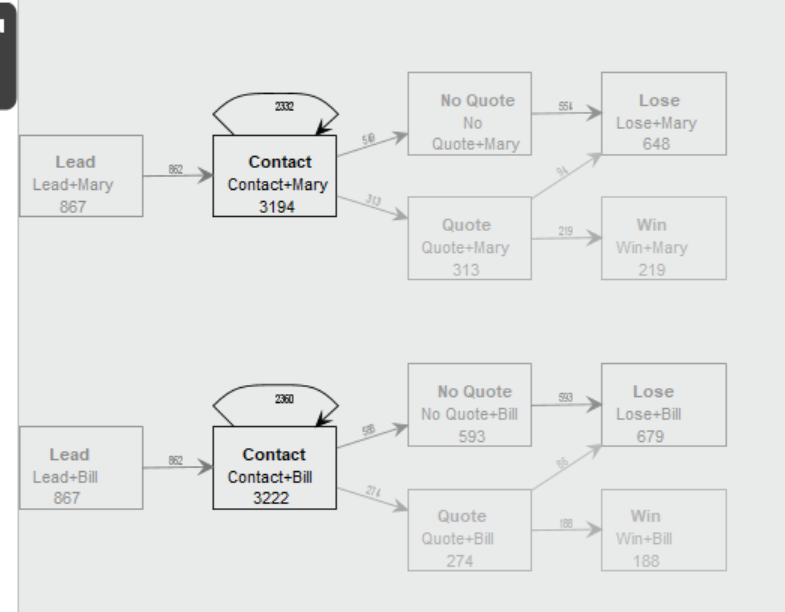 2332
Lead
Lead+Mary
867
862
Contact
Contact+Mary
3194
549
313
No Quote
No
Quote+Mary
554
Lose
Lose+Mary
648
94
Quote
Quote+Mary
313
219
Win
Win+Mary
219
2360
Lead
Lead+Bill
867
862
Contact
Contact+Bill
3222
588
274
No Quote
No Quote+Bill
593
593
Lose
Lose+Bill
679
86
Quote
Quote+Bill
274
188
Win
Win+Bill
188